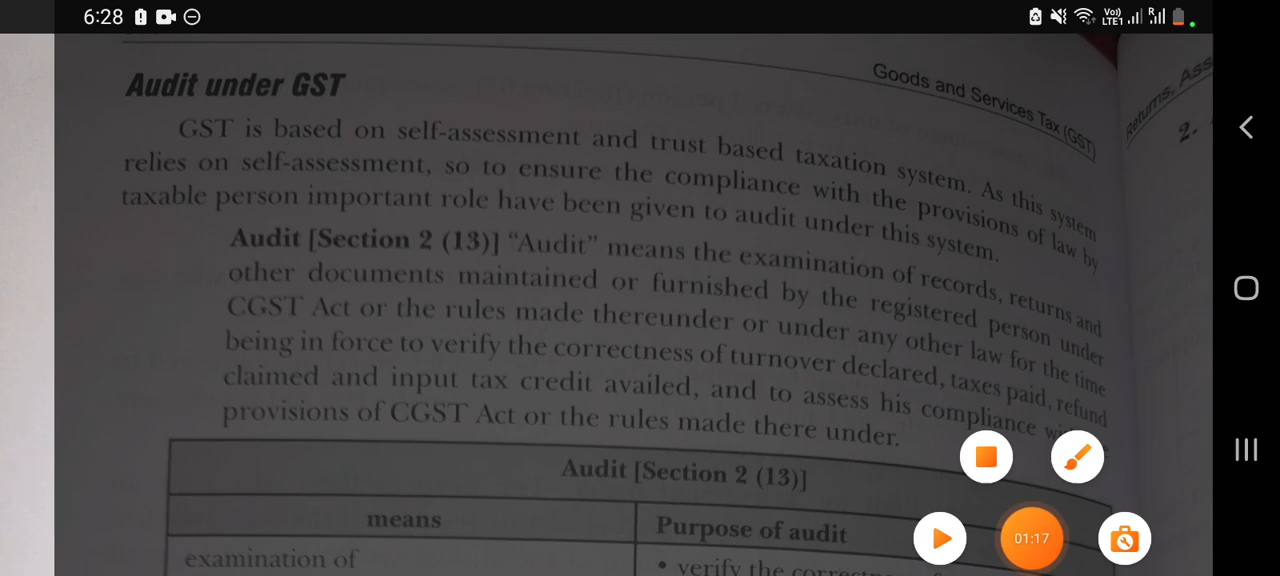 6:28
Vo))
LTE1
R
Goods and Services Tax (GST)
Returns, Ass
2.
Audit under GST
GST is based on self-assessment and trust based taxation system. As this system
relies on self-assessment, so to ensure the compliance with the provisions of law by
taxable person important role have been given to audit under this system.
Audit [Section 2 (13)] “Audit” means the examination of records, returns and
other documents maintained or furnished by the registered person under
CGST Act or the rules made thereunder or under any other law for the time
being in force to verify the correctness of turnover declared, taxes paid, refund
claimed and input tax credit availed, and to assess his compliance
provisions of CGST Act or the rules made there under.
Audit [Section 2 (13)]
means
Purpose of audit
examination of
• verify the
01:17